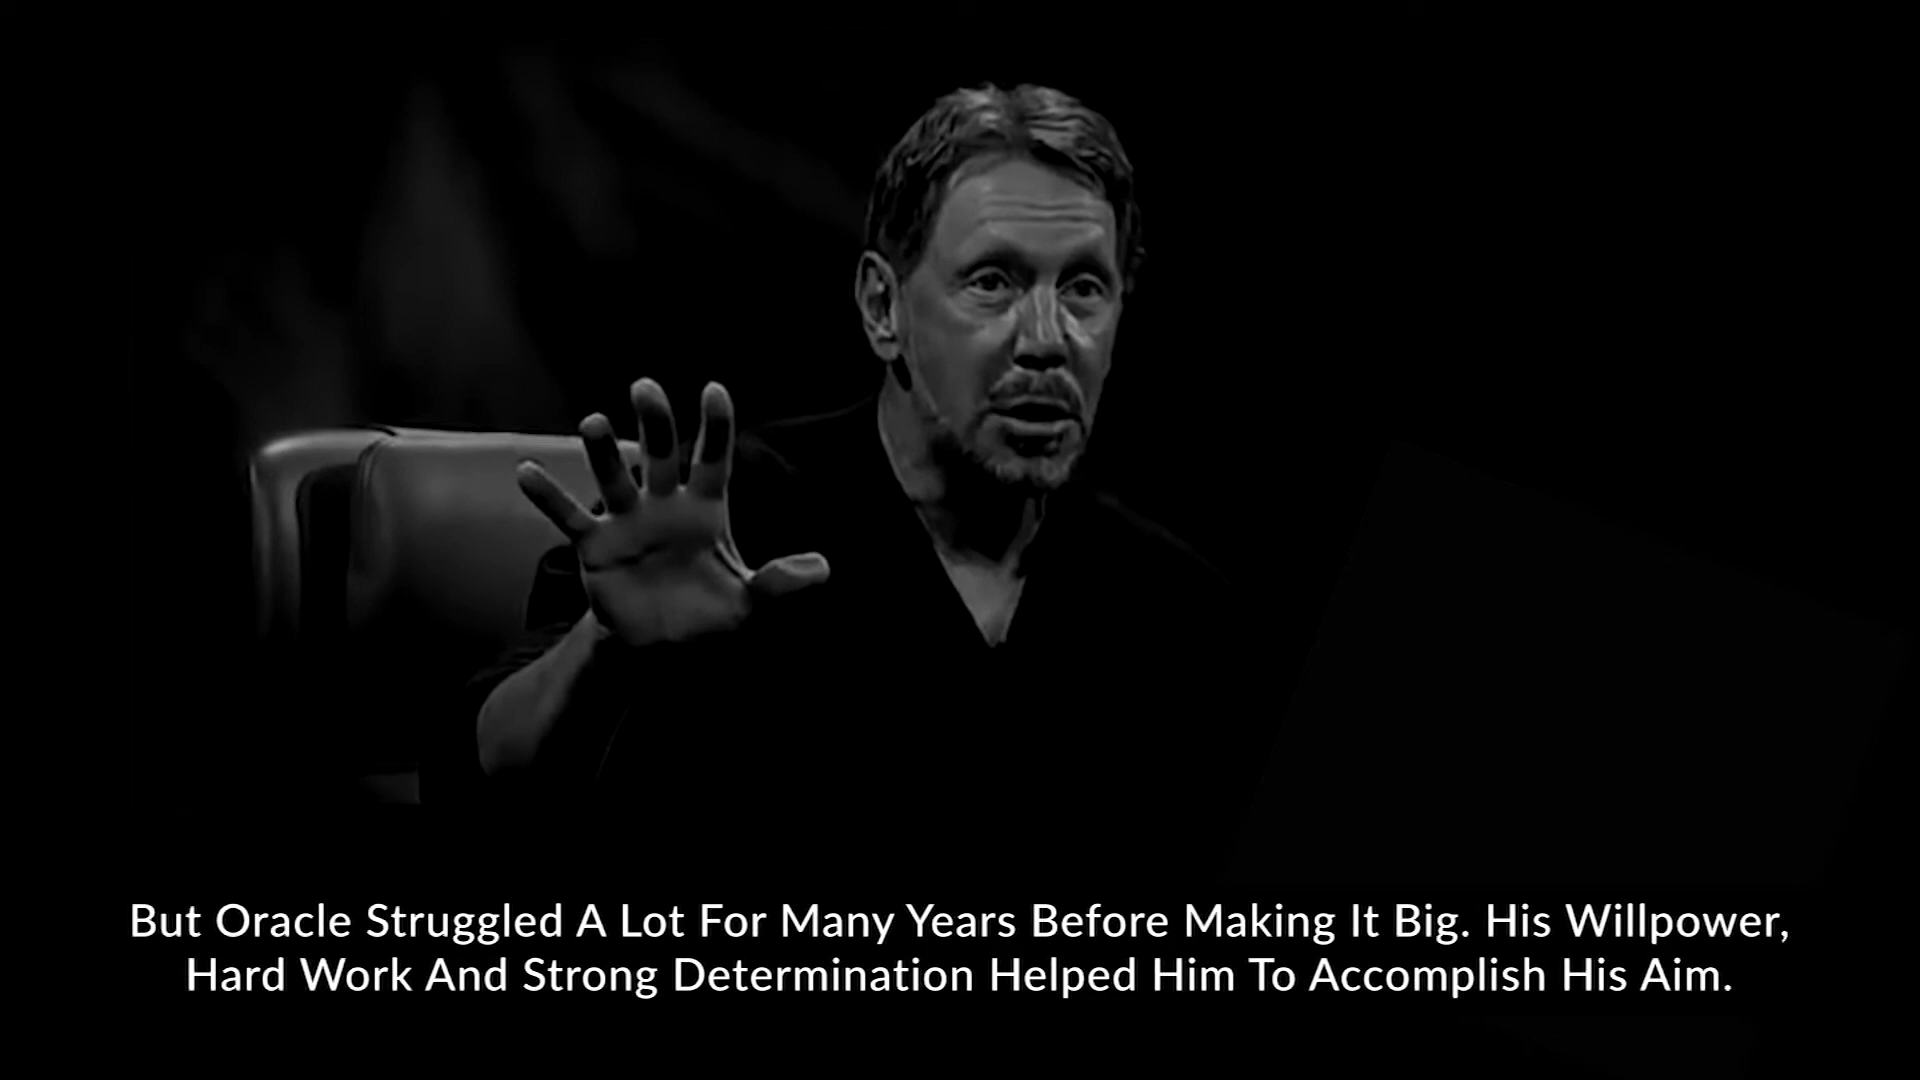 But Oracle Struggled A Lot For Many Years Before Making It Big. His Willpower,
Hard Work And Strong Determination Helped Him To Accomplish His Aim.